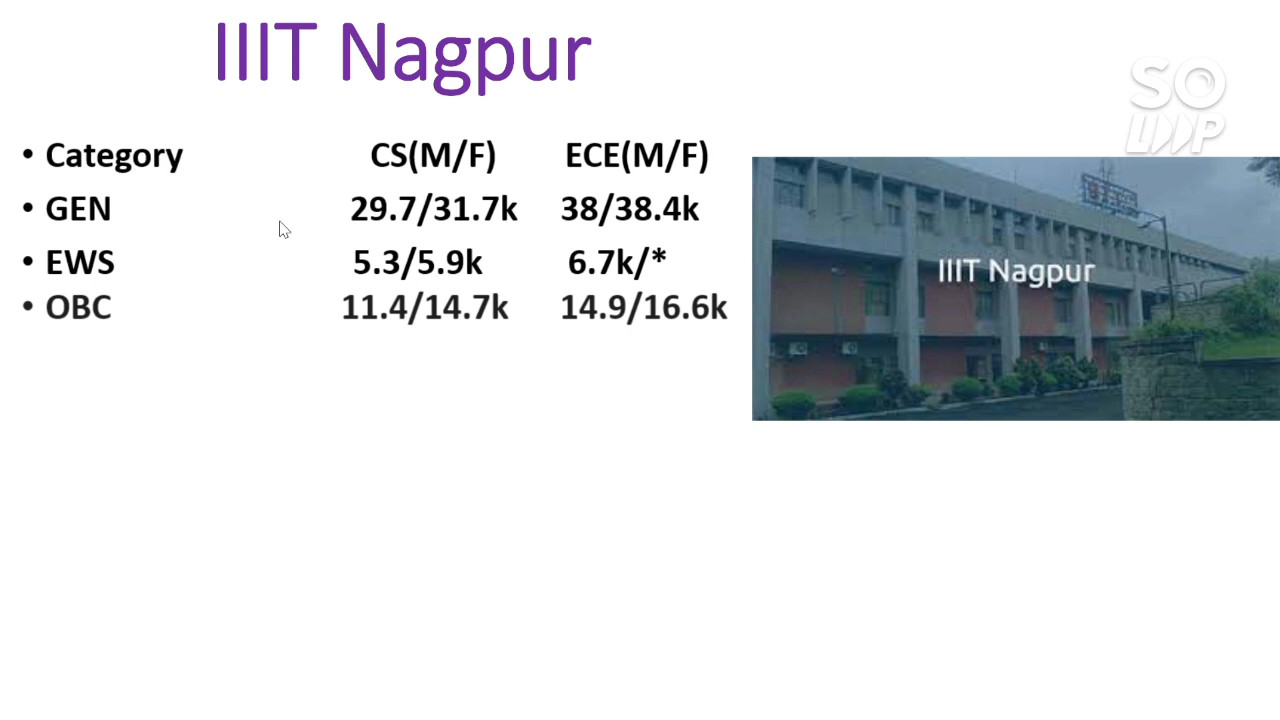 IIIT Nagpur
SO
LIIP
• Category CS(M/F) ECE(M/F)
• GEN 29.7/31.7k 38/38.4k
• EWS 5.3/5.9k 6.7k/*
• OBC 11.4/14.7k 14.9/16.6k
IIIT Nagpur